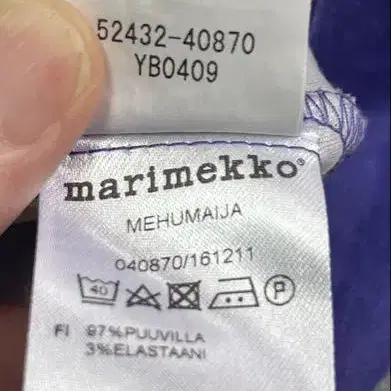 52432-40870
YB0409
marimekko®
MEHUMAIJA
040870/161211
40
P
FI 97%PUUVILLA
3%ELASTAANI